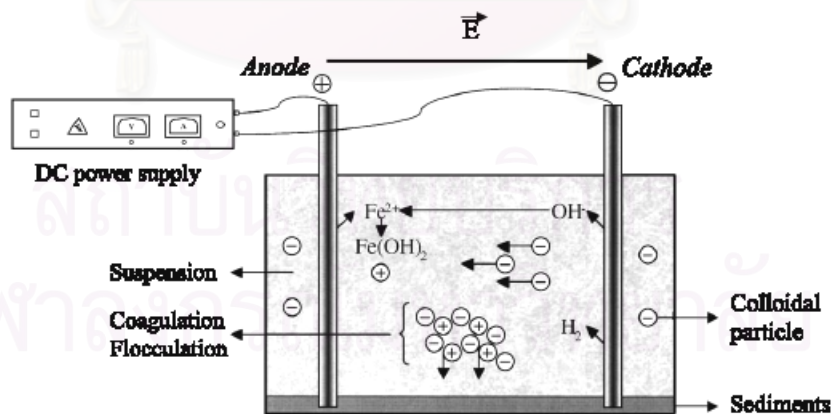 E
Anode
Cathode
+
−
V
A
DC power supply
Fe²⁺
OH⁻
Fe(OH)₂
+
Suspension
Coagulation
Flocculation
H₂
Colloidal
particle
Sediments